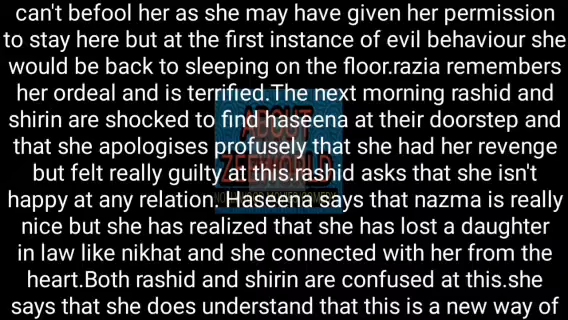 can't befool her as she may have given her permission
to stay here but at the first instance of evil behaviour she
would be back to sleeping on the floor.razia remembers
her ordeal and is terrified.The next morning rashid and
shirin are shocked to find haseena at their doorstep and
that she apologises profusely that she had her revenge
but felt really guilty at this.rashid asks that she isn't
happy at any relation. Haseena says that nazma is really
nice but she has realized that she has lost a daughter
in law like nikhat and she connected with her from the
heart.Both rashid and shirin are confused at this.she
says that she does understand that this is a new way of
ABOUT
ZEEWORLD